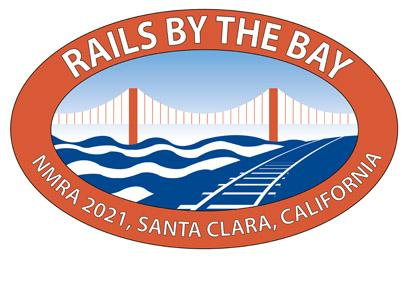 RAILS BY THE BAY
NMRA 2021, SANTA CLARA, CALIFORNIA